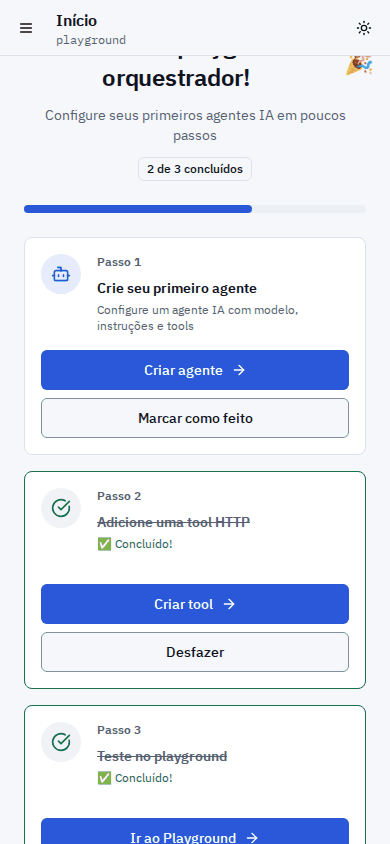 Início
playground
orquestrador!
Configure seus primeiros agentes IA em poucos
passos
2 de 3 concluídos
Passo 1
Crie seu primeiro agente
Configure um agente IA com modelo,
instruções e tools
Criar agente
Marcar como feito
Passo 2
Adicione uma tool HTTP
Concluído!
Criar tool
Desfazer
Passo 3
Teste no playground
Concluído!
Ir ao Playground